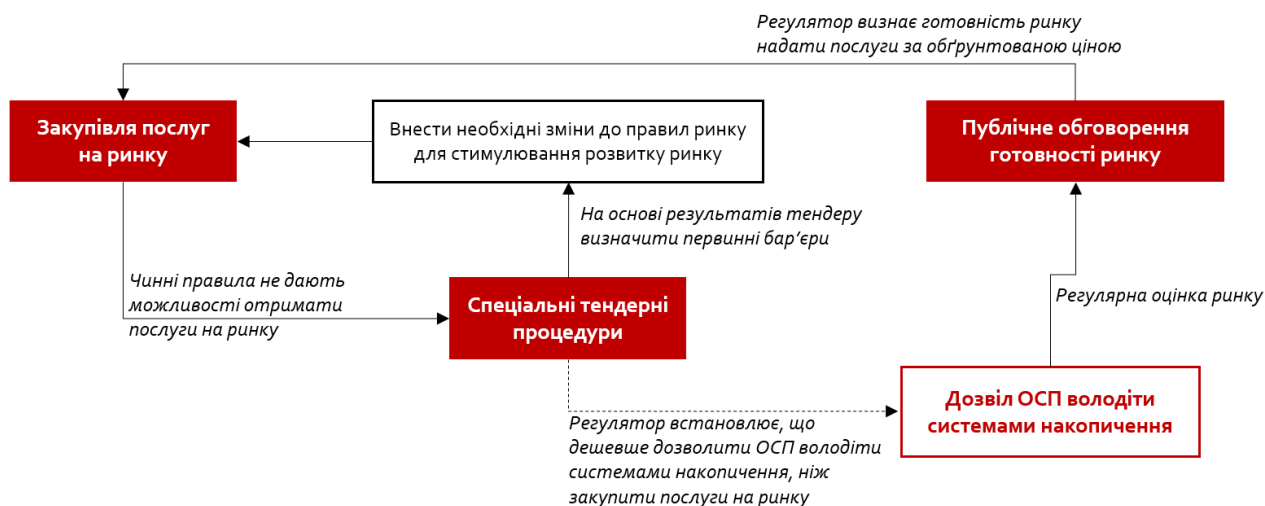 Регулятор визнає готовність ринку
надати послуги за обґрунтованою ціною
Закупівля послуг
на ринку
Внести необхідні зміни до правил ринку
для стимулювання розвитку ринку
Публічне обговорення
готовності ринку
На основі результатів тендеру
визначити первинні бар’єри
Чинні правила не дають
можливості отримати
послуги на ринку
Спеціальні тендерні
процедури
Регулярна оцінка ринку
Дозвіл ОСП володіти
системами накопичення
Регулятор встановлює, що
дешевше дозволити ОСП володіти
системами накопичення, ніж
закупити послуги на ринку